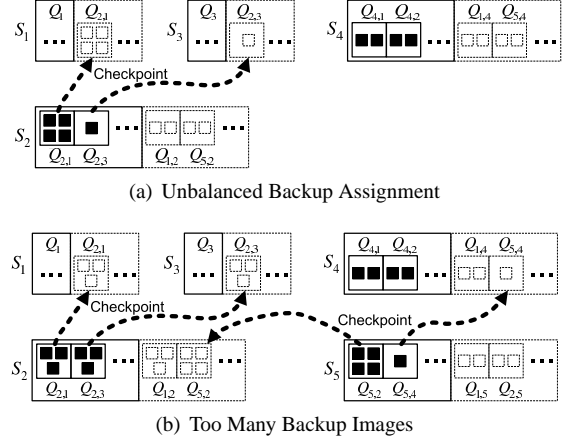 Q1 Q2,1 Q3 Q2,3 Q4,1 Q4,2 Q1,4 Q5,4
S1 S3 S4
Checkpoint
S2
Q2,1 Q2,3 Q1,2 Q5,2
(a) Unbalanced Backup Assignment
Q1 Q2,1 Q3 Q2,3 Q4,1 Q4,2 Q1,4 Q5,4
S1 S3 S4
Checkpoint Checkpoint
S2 S5
Q2,1 Q2,3 Q1,2 Q5,2 Q5,2 Q5,4 Q1,5 Q2,5
(b) Too Many Backup Images